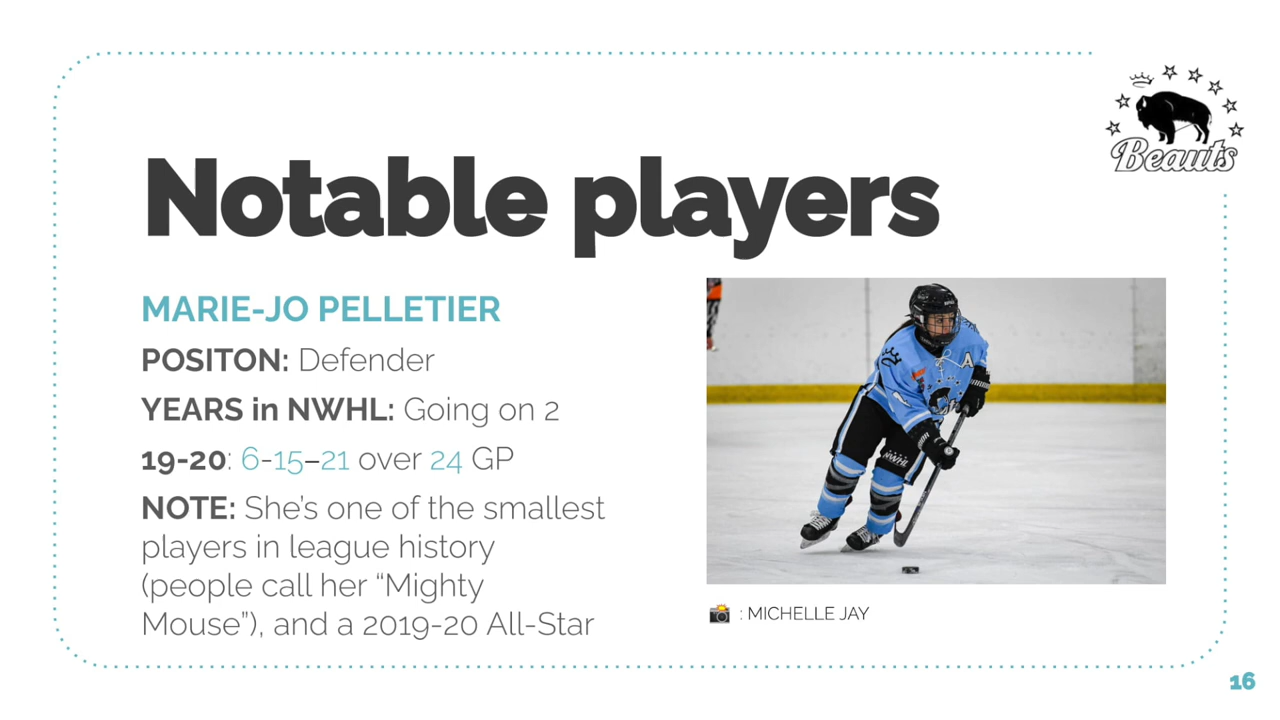 Beauts
Notable players
MARIE-JO PELLETIER
POSITON: Defender
YEARS in NWHL: Going on 2
19-20: 6-15–21 over 24 GP
NOTE: She's one of the smallest
players in league history
(people call her “Mighty
Mouse”), and a 2019-20 All-Star
A
NWHL
: MICHELLE JAY
16